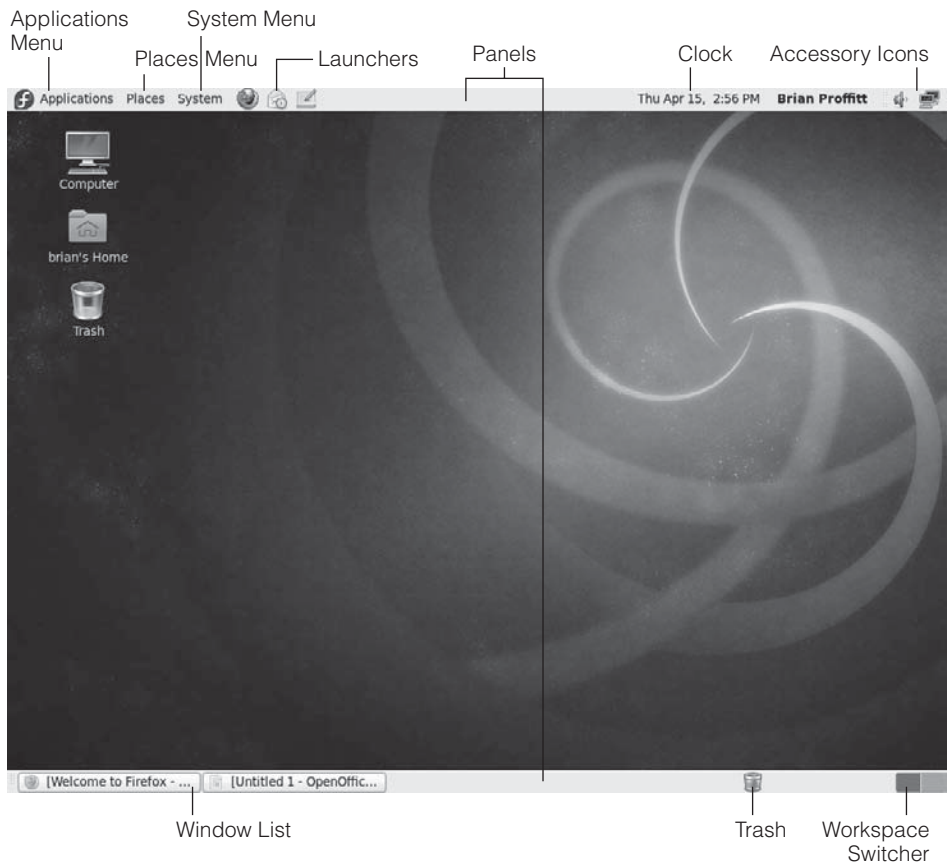 Applications
Menu
System Menu
Places Menu
Launchers
Panels
Clock
Accessory Icons
Applications Places System
Thu Apr 15, 2:56 PM Brian Proffitt
Computer
brian's Home
Trash
[Welcome to Firefox - ...
[Untitled 1 - OpenOffic...
Window List
Trash
Workspace
Switcher